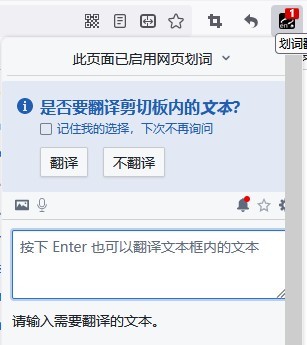 1
划词
此页面已启用网页划词
是否要翻译剪切板内的文本?
记住我的选择，下次不再询问
翻译
不翻译
按下 Enter 也可以翻译文本框内的文本
请输入需要翻译的文本。